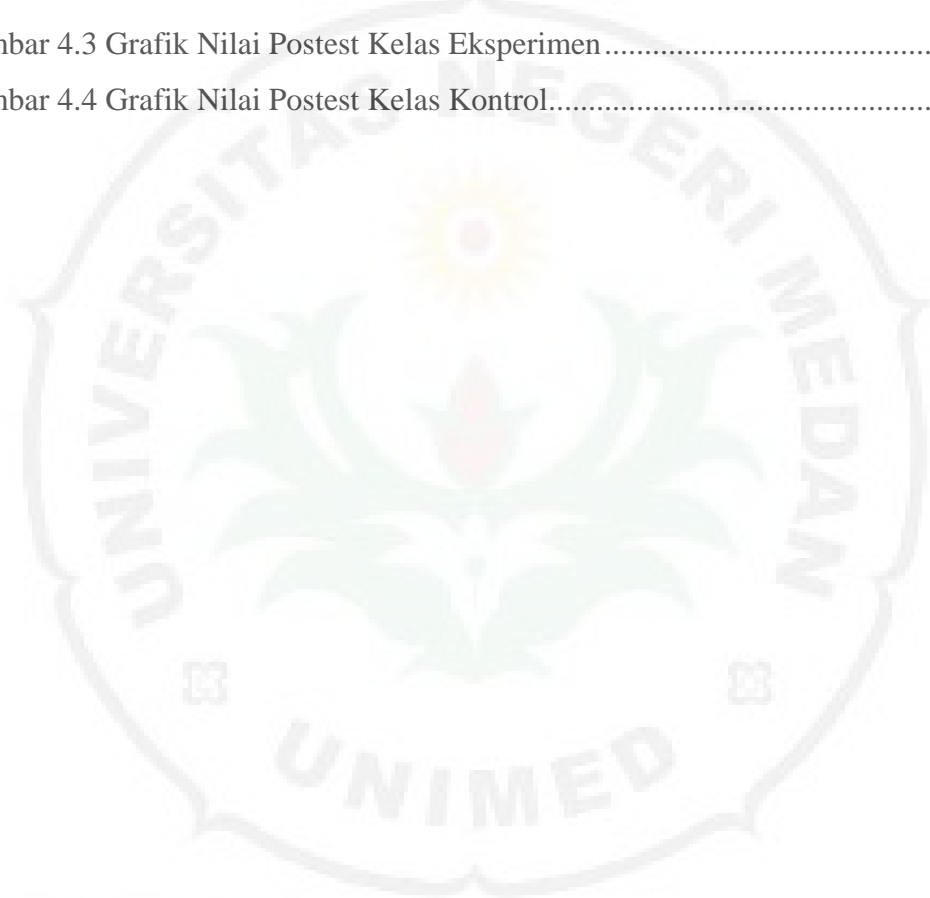 mbar 4.3 Grafik Nilai Postest Kelas Eksperimen.....................................
mbar 4.4 Grafik Nilai Postest Kelas Kontrol...........................................
UNIVERSITAS NEGERI MEDAN
UNIMED